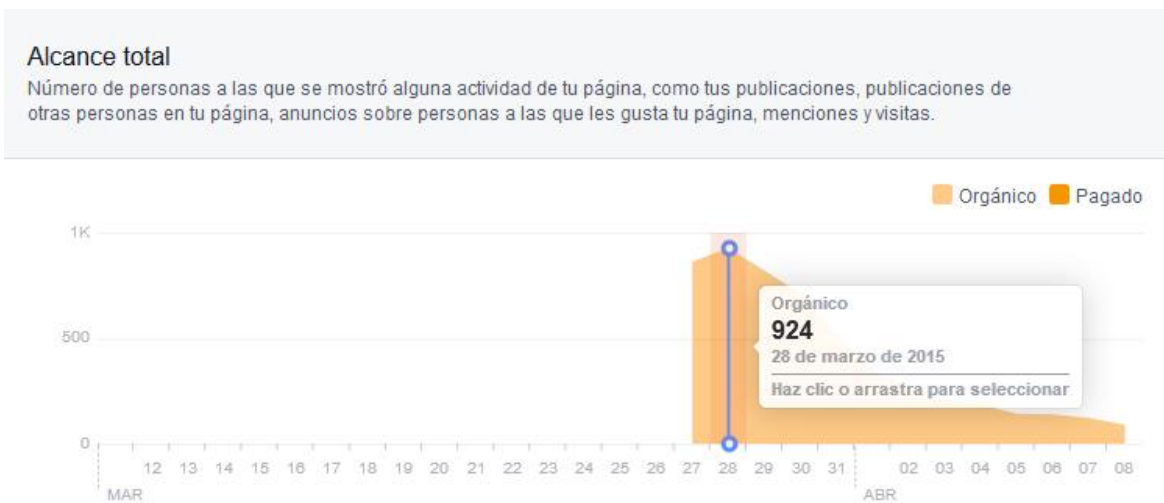 Alcance total
Número de personas a las que se mostró alguna actividad de tu página, como tus publicaciones, publicaciones de
otras personas en tu página, anuncios sobre personas a las que les gusta tu página, menciones y visitas.
Orgánico Pagado
1K
Orgánico
924
500
28 de marzo de 2015
Haz clic o arrastra para seleccionar
0
12 13 14 15 16 17 18 19 20 21 22 23 24 25 26 27 28 29 30 31 02 03 04 05 06 07 08
MAR ABR